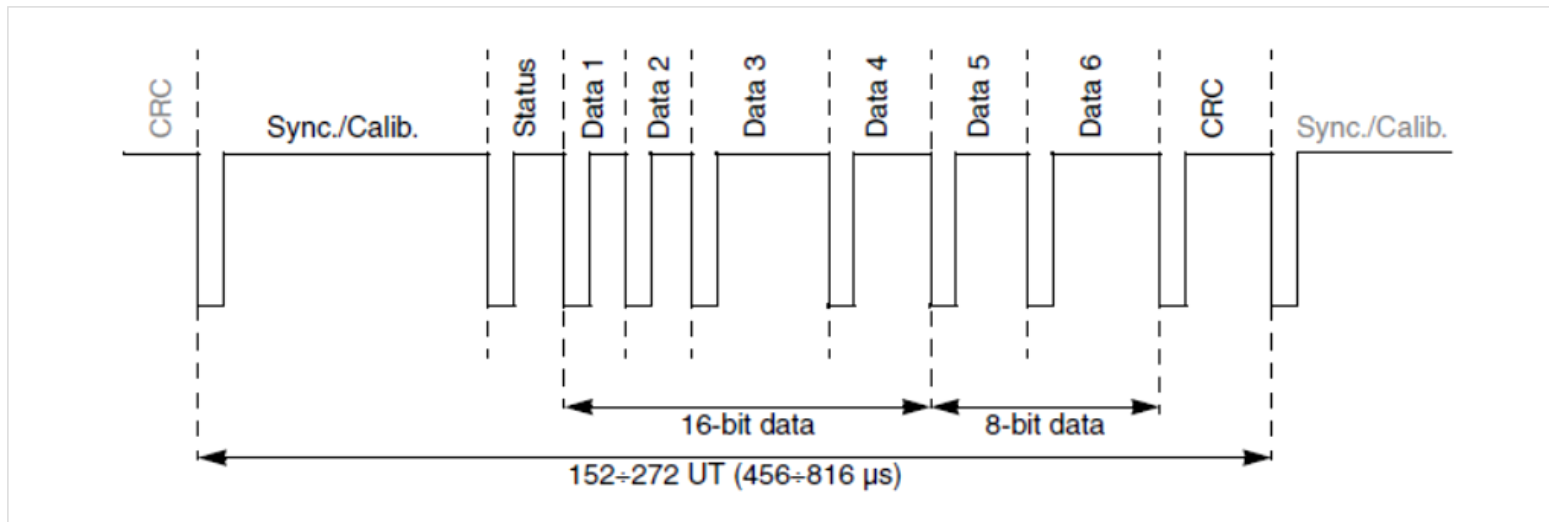 CRC
Sync./Calib.
Status
Data 1
Data 2
Data 3
Data 4
Data 5
Data 6
CRC
Sync./Calib.
16-bit data
8-bit data
152÷272 UT (456÷816 µs)